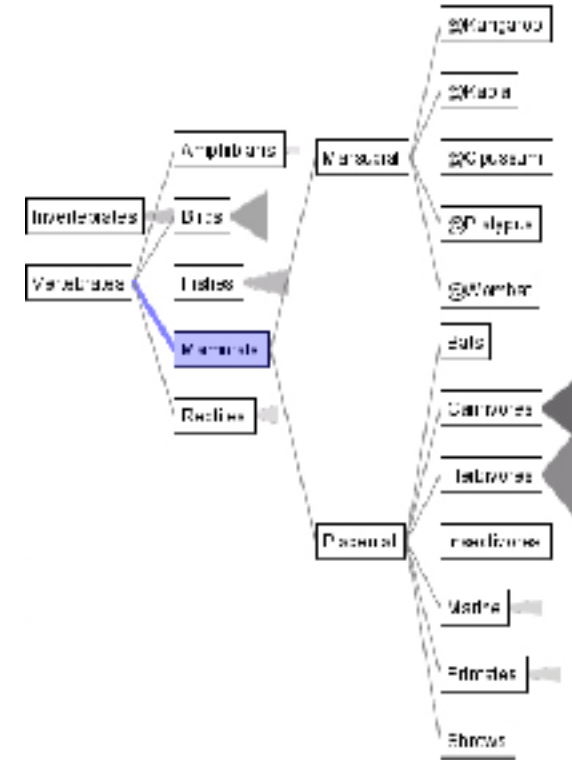 Invertebrates
Vertebrates
Amphibians
Birds
Fishes
Mammals
Reptiles
Marsupial
Placental
@Kangaroo
@Koala
@Opussum
@Platypus
@Wombat
Bats
Carnivores
Herbivores
Insectivores
Marine
Primates
Shrews